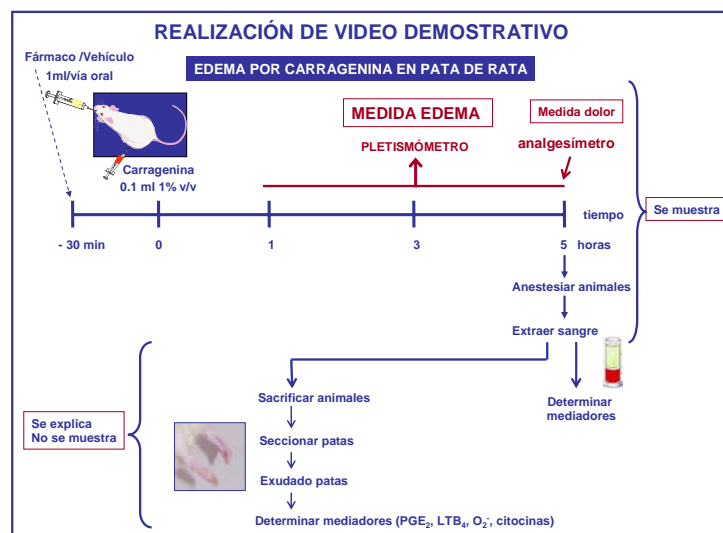 REALIZACIÓN DE VIDEO DEMOSTRATIVO
Fármaco /Vehículo
1ml/vía oral
EDEMA POR CARRAGENINA EN PATA DE RATA
MEDIDA EDEMA
PLETISMÓMETRO
Medida dolor
analgesímetro
Carragenina
0.1 ml 1% v/v
Se muestra
tiempo
- 30 min
0
1
3
5
horas
Anestesiar animales
Extraer sangre
Determinar
mediadores
Se explica
No se muestra
Sacrificar animales
Seccionar patas
Exudado patas
Determinar mediadores (PGE₂, LTB₄, O₂⁻, citocinas)